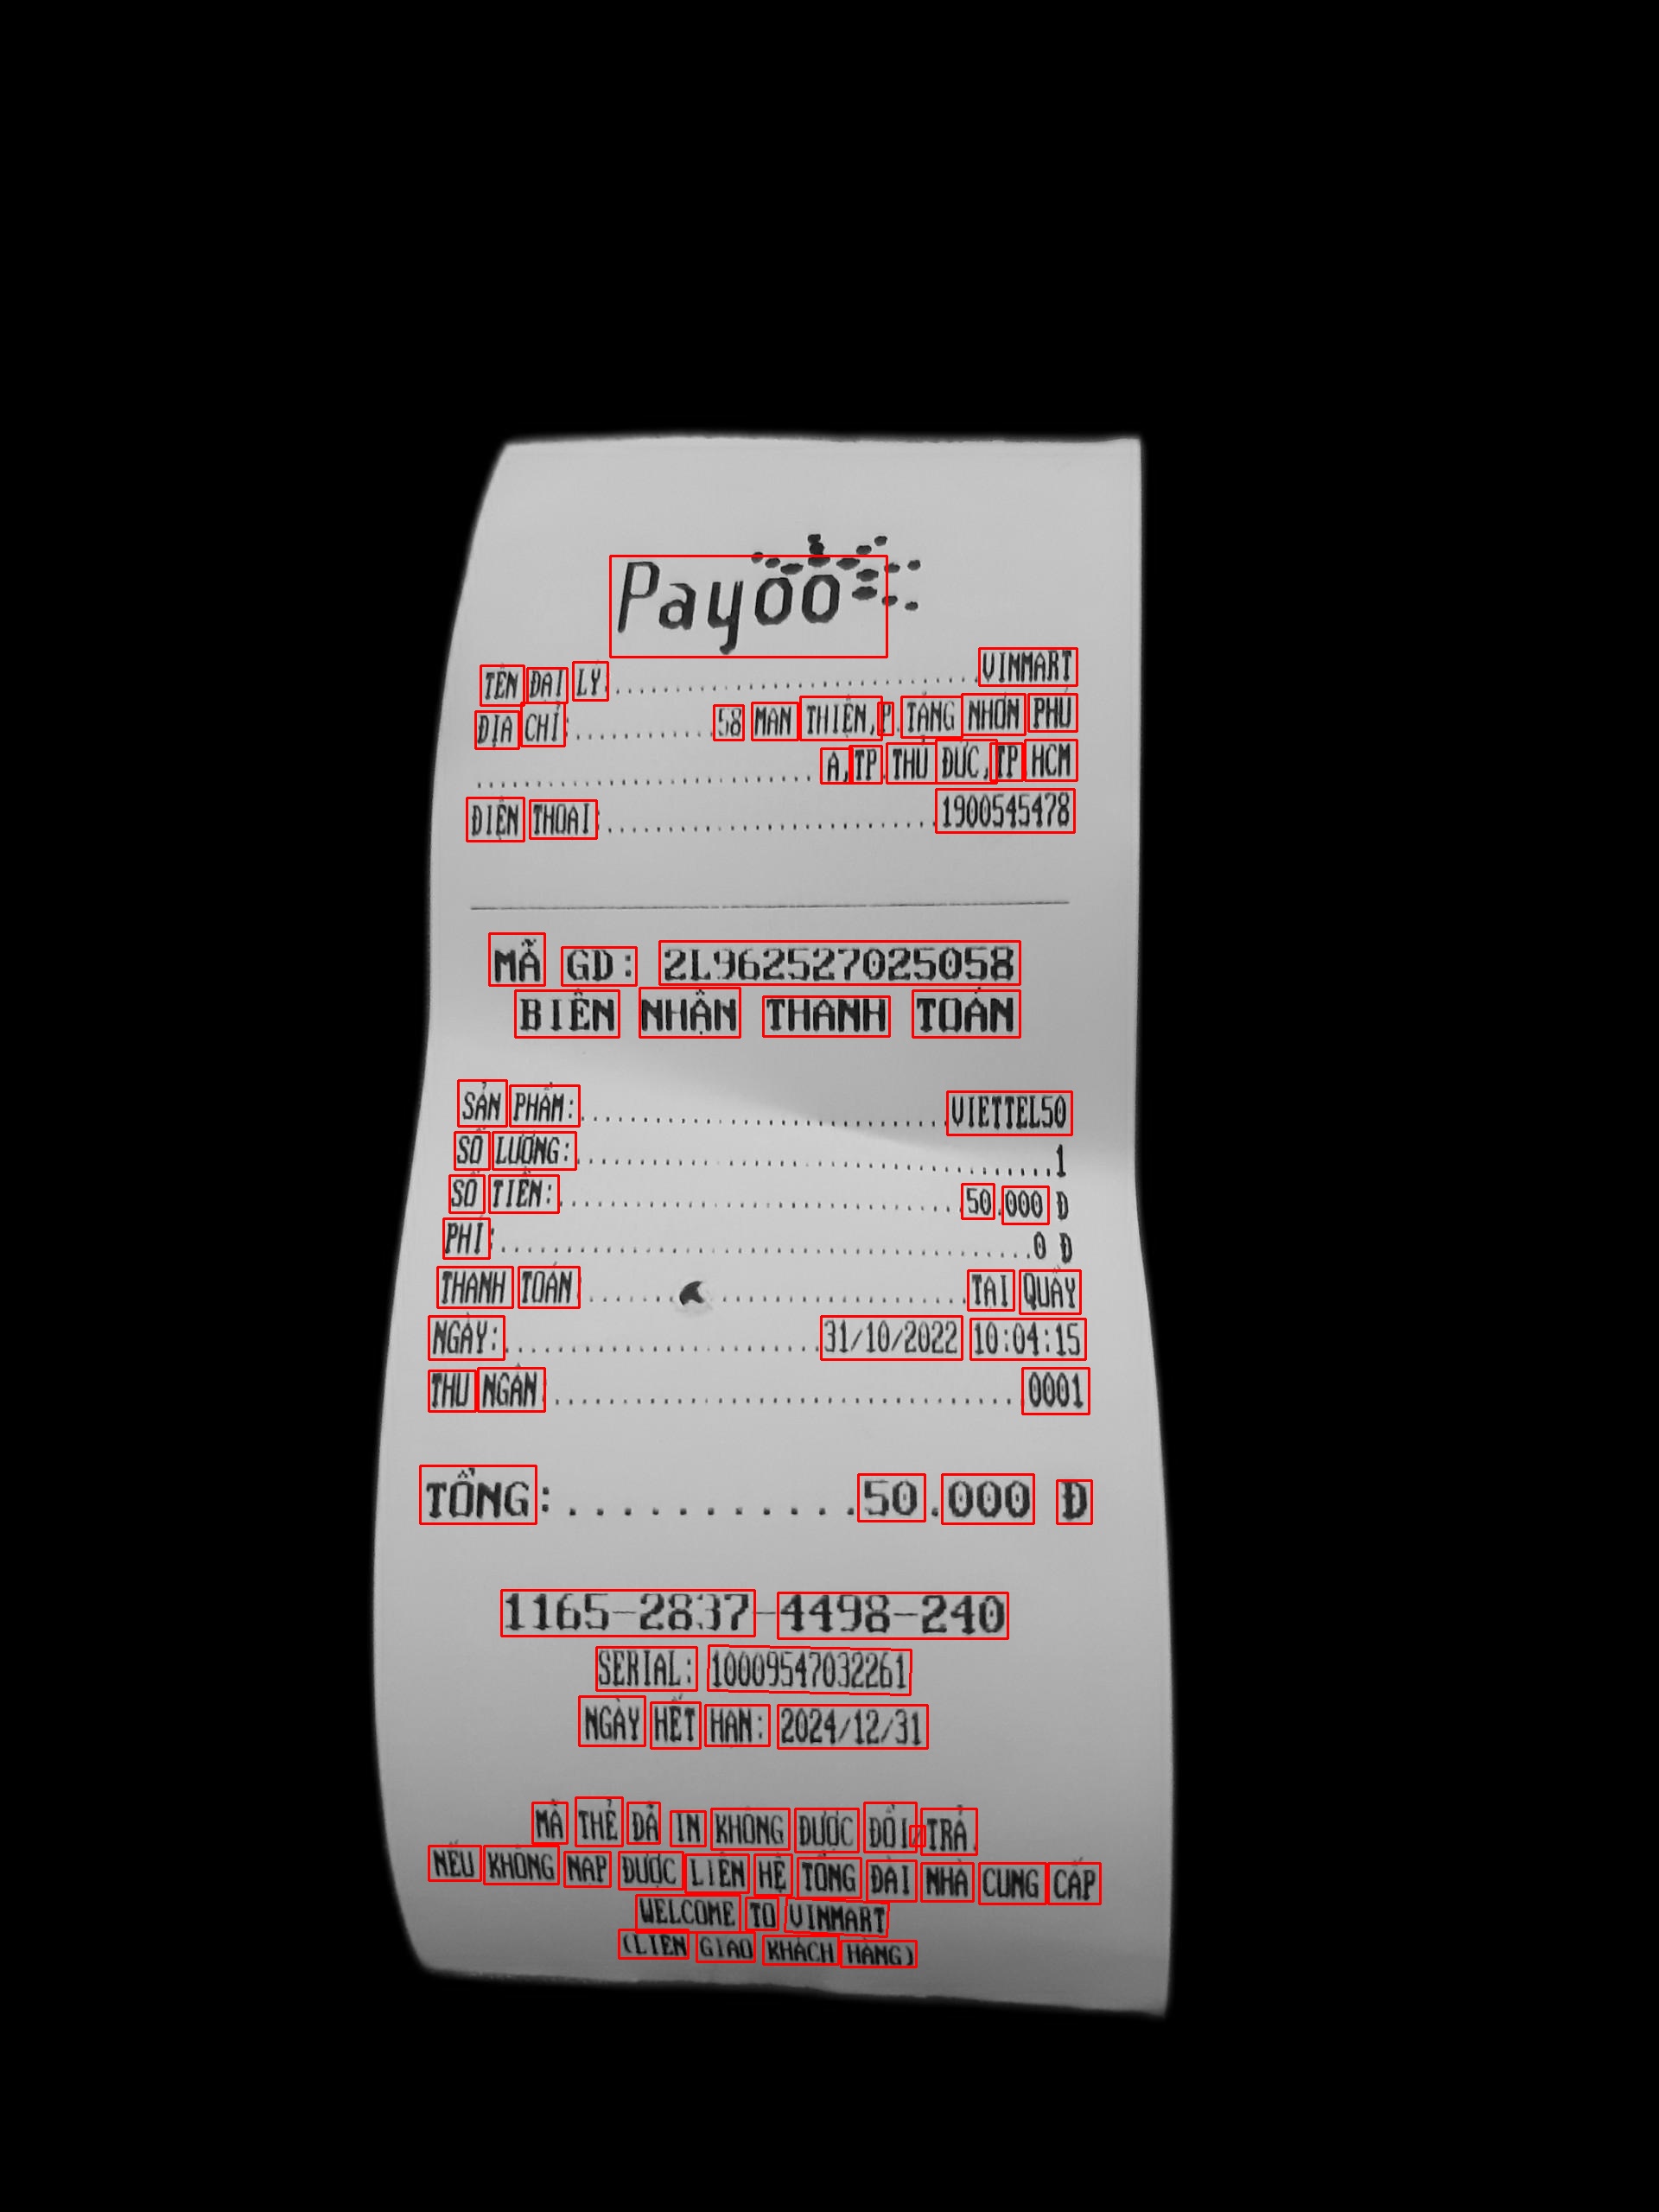 Payoo
TÊN ĐẠI LÝ:..............................VINMART
ĐỊA CHỈ:............58 MAN THIỆN,P.TĂNG NHƠN PHÚ
..............................A,TP.THỦ ĐỨC,TP HCM
ĐIỆN THOẠI:...........................1900545478
MÃ GD: 2L962527025058
BIÊN NHẬN THANH TOÁN
SẢN PHẨM:..............................VIETTEL50
SỐ LƯỢNG:......................................1
SỐ TIỀN:................................50.000 Đ
PHÍ:.........................................0 Đ
THANH TOÁN:..............................TẠI QUẦY
NGÀY:..........................31/10/2022 10:04:15
THU NGÂN:....................................0001
TỔNG:...........50.000 Đ
1165-2837-4498-240
SERIAL: 10009547032261
NGÀY HẾT HẠN: 2024/12/31
MÃ THẺ ĐÃ IN KHÔNG ĐƯỢC ĐỔI/TRẢ.
NẾU KHÔNG NẠP ĐƯỢC LIÊN HỆ TỔNG ĐÀI NHÀ CUNG CẤP
WELCOME TO VINMART
(LIÊN GIAO KHÁCH HÀNG)